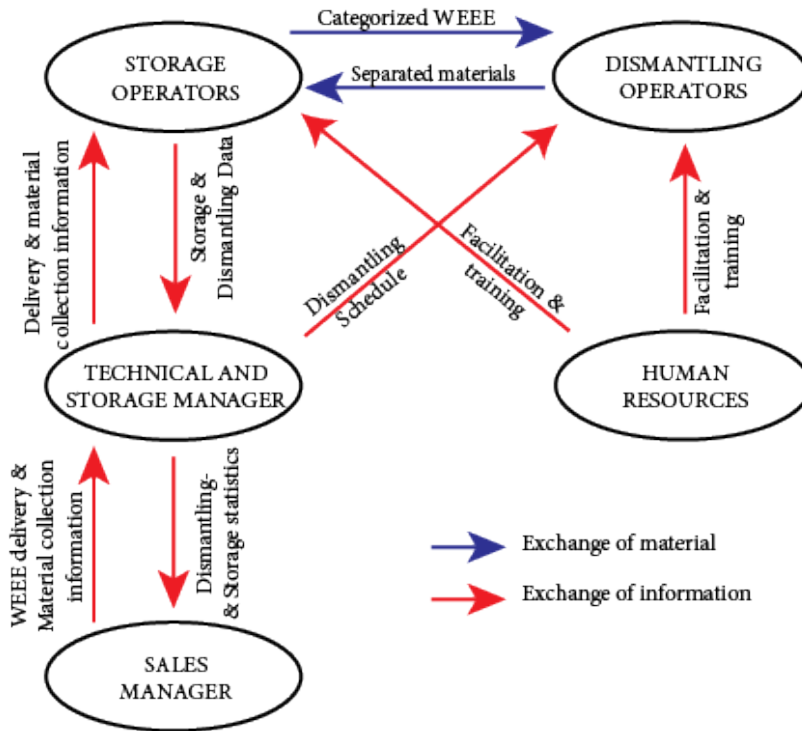 Categorized WEEE
STORAGE
OPERATORS
DISMANTLING
OPERATORS
Separated materials
Delivery & material
collection information
Storage &
Dismantling Data
Dismantling
Schedule
Facilitation &
training
Facilitation &
training
TECHNICAL AND
STORAGE MANAGER
HUMAN
RESOURCES
WEEE delivery &
Material collection
information
Dismantling-
& Storage statistics
Exchange of material
Exchange of information
SALES
MANAGER